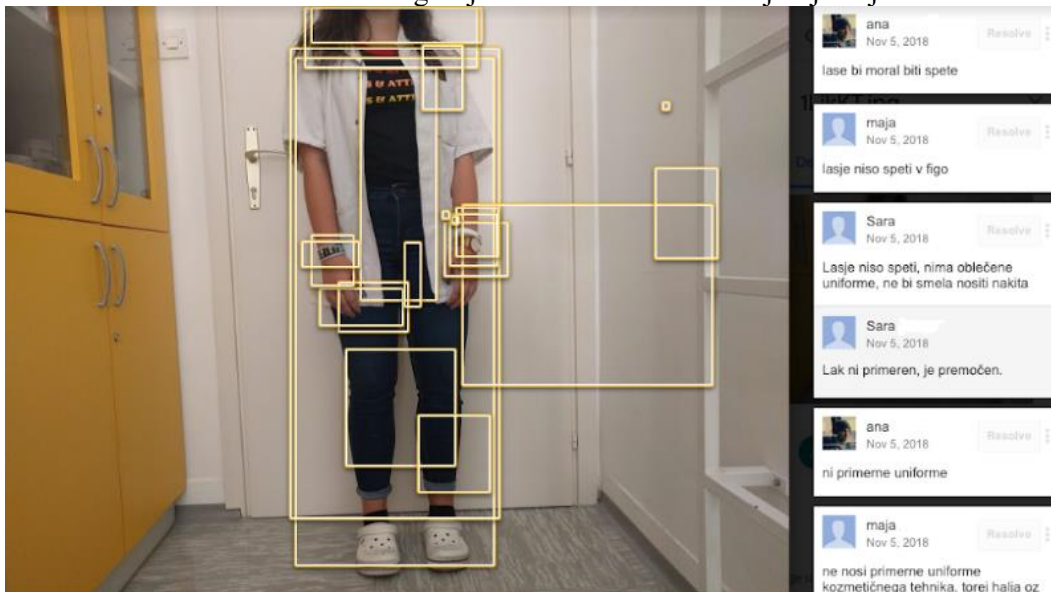 ana
Nov 5, 2018
Resolve
lase bi moral biti spete
maja
Nov 5, 2018
Resolve
lasje niso speti v figo
Sara
Nov 5, 2018
Resolve
Lasje niso speti, nima oblečene
uniforme, ne bi smela nositi nakita
Sara
Nov 5, 2018
Lak ni primeren, je premočen.
ana
Nov 5, 2018
Resolve
ni primerne uniforme
maja
Nov 5, 2018
Resolve
ne nosi primerne uniforme
kozmetičnega tehnika, torej halja oz